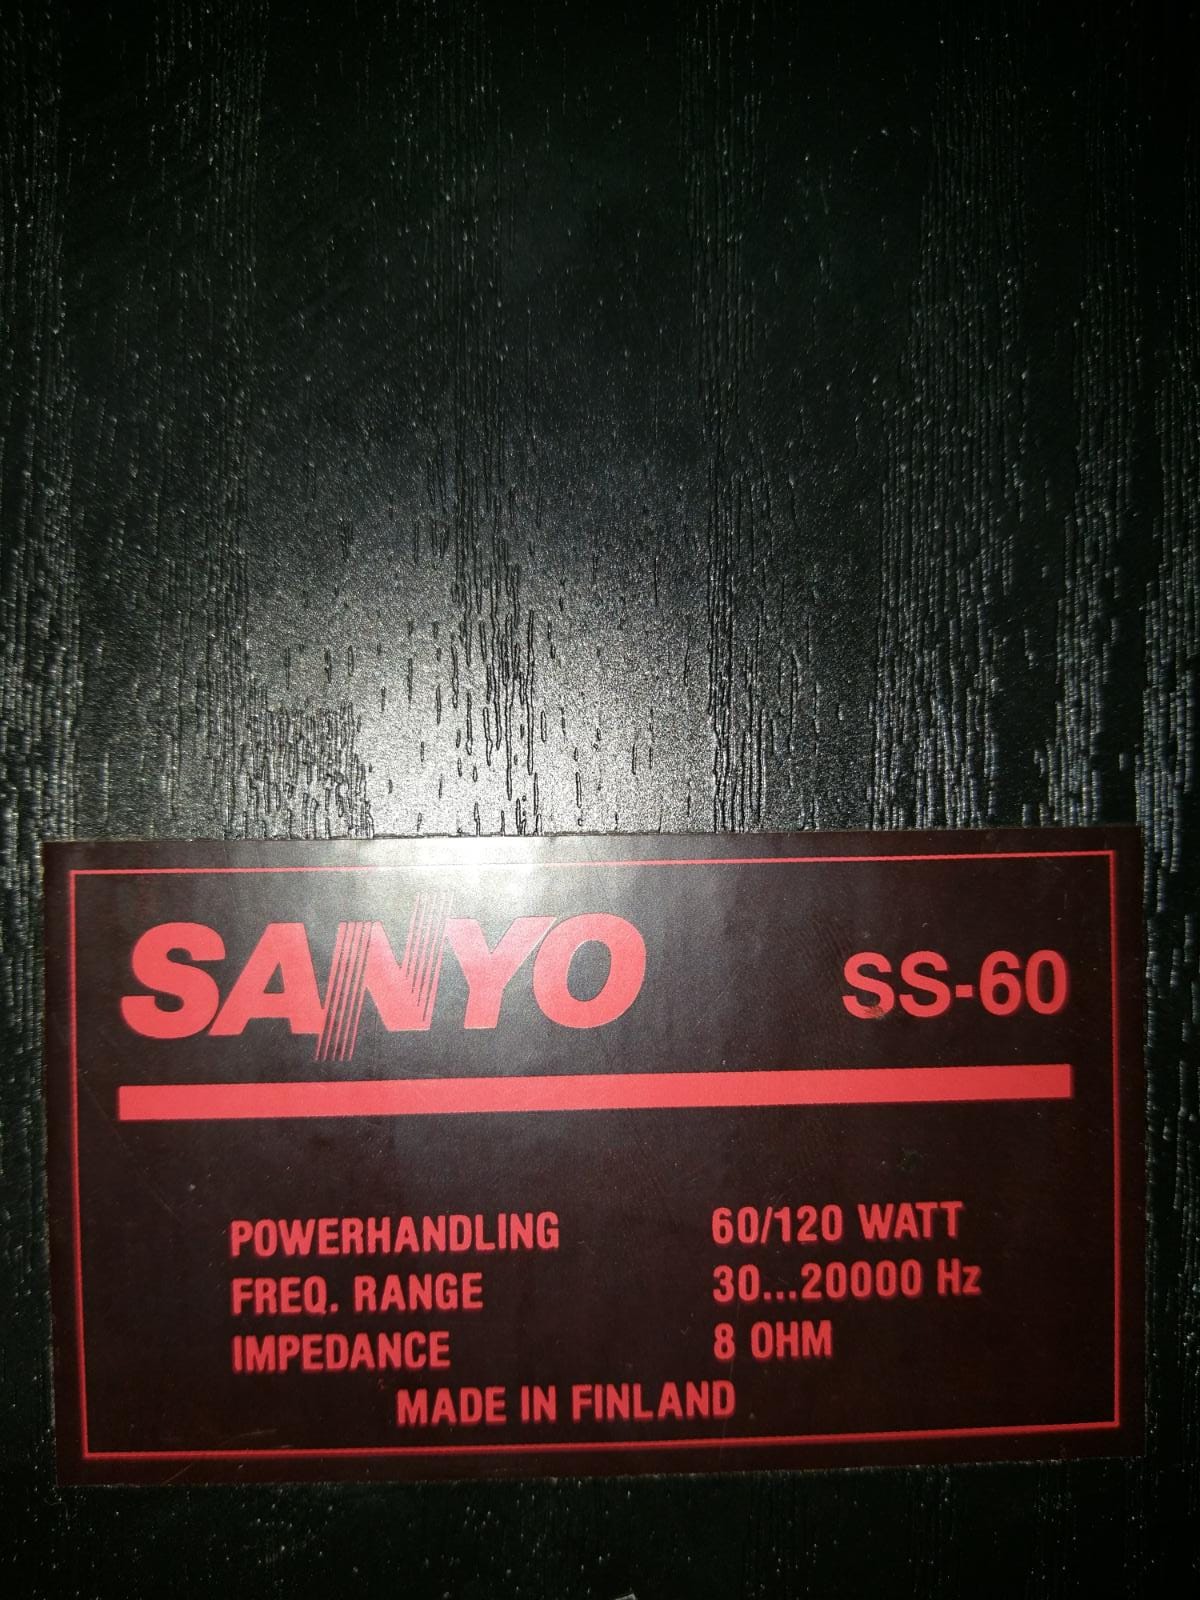 SANYO SS-60
POWERHANDLING 60/120 WATT
FREQ. RANGE 30...20000 Hz
IMPEDANCE 8 OHM
MADE IN FINLAND